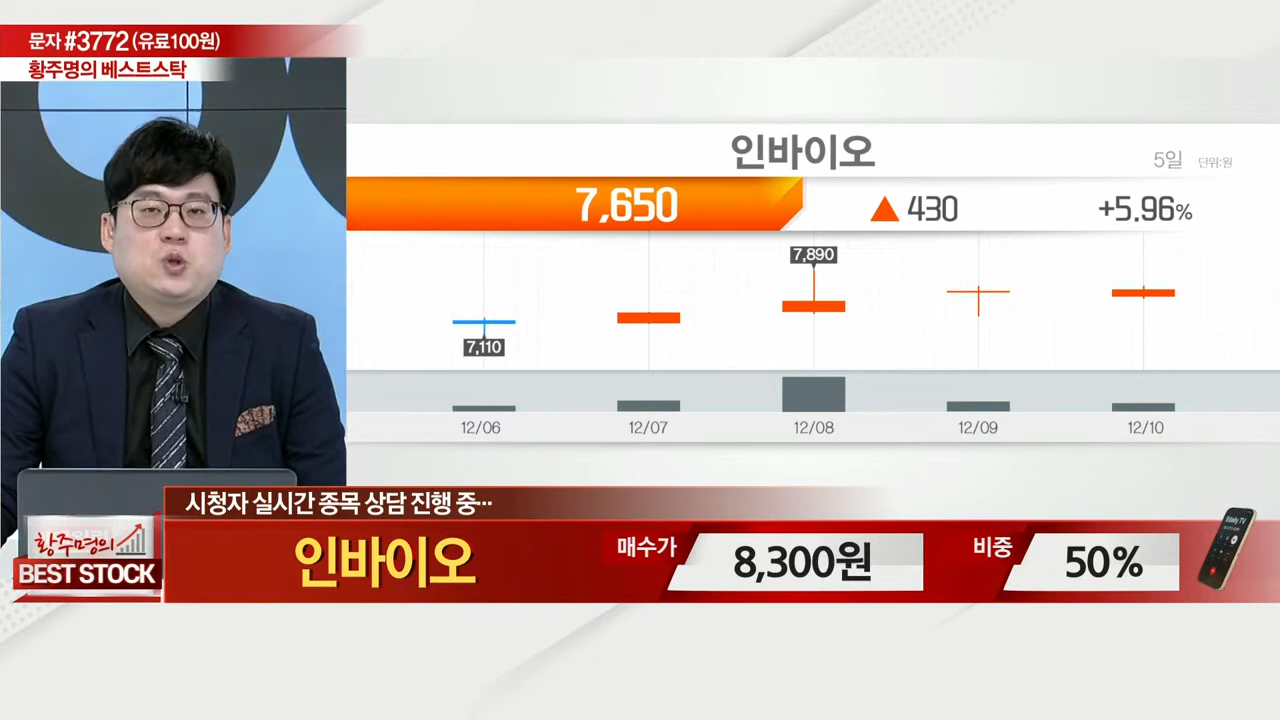 문자 #3772 (유료100원)
황주명의 베스트스탁
인바이오
5일 단위:원
7,650 ▲ 430 +5.96%
7,890
7,110
12/06 12/07 12/08 12/09 12/10
시청자 실시간 종목 상담 진행 중···
황주명의
BEST STOCK
인바이오 매수가 8,300원 비중 50%
Edaily TV